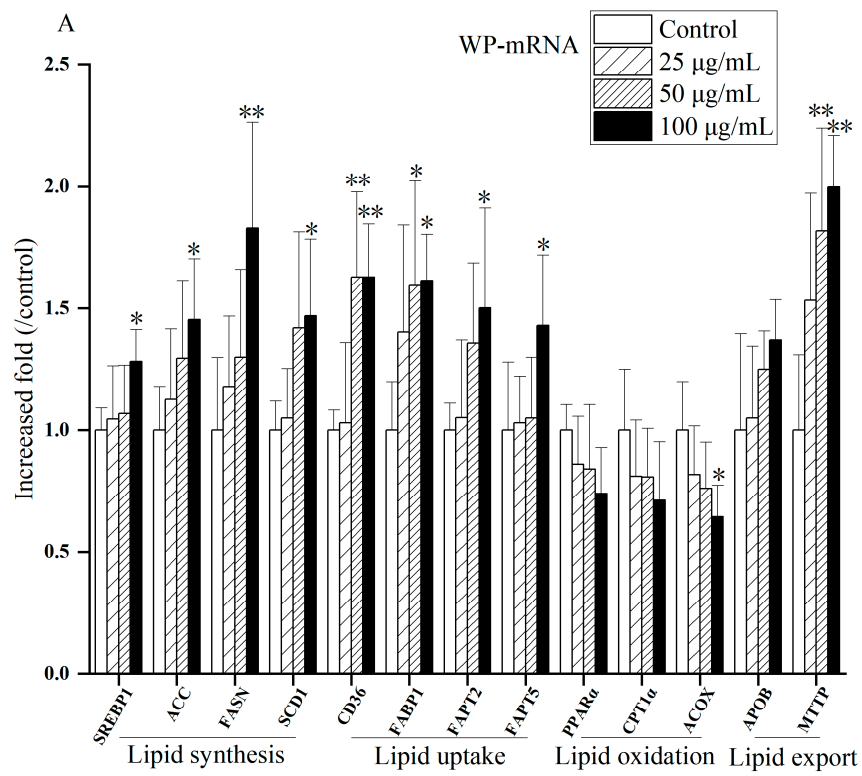 A
WP-mRNA
Control
25 μg/mL
50 μg/mL
100 μg/mL
Increased fold (/control)
2.5
2.0
1.5
1.0
0.5
0.0
* * ** * ** ** * * * * * ** **
SREBP1 ACC FASN SCD1 CD36 FABP1 FAPT2 FAPT5 PPARα CPT1α ACOX APOB MTTP
Lipid synthesis Lipid uptake Lipid oxidation Lipid export